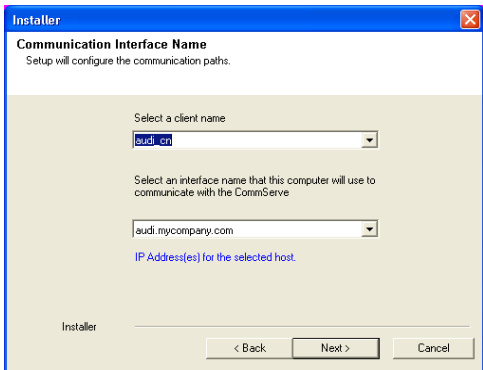 Installer
Communication Interface Name
Setup will configure the communication paths.
Select a client name
audi_cn
Select an interface name that this computer will use to
communicate with the CommServe
audi.mycompany.com
IP Address(es) for the selected host.
Installer
< Back
Next >
Cancel